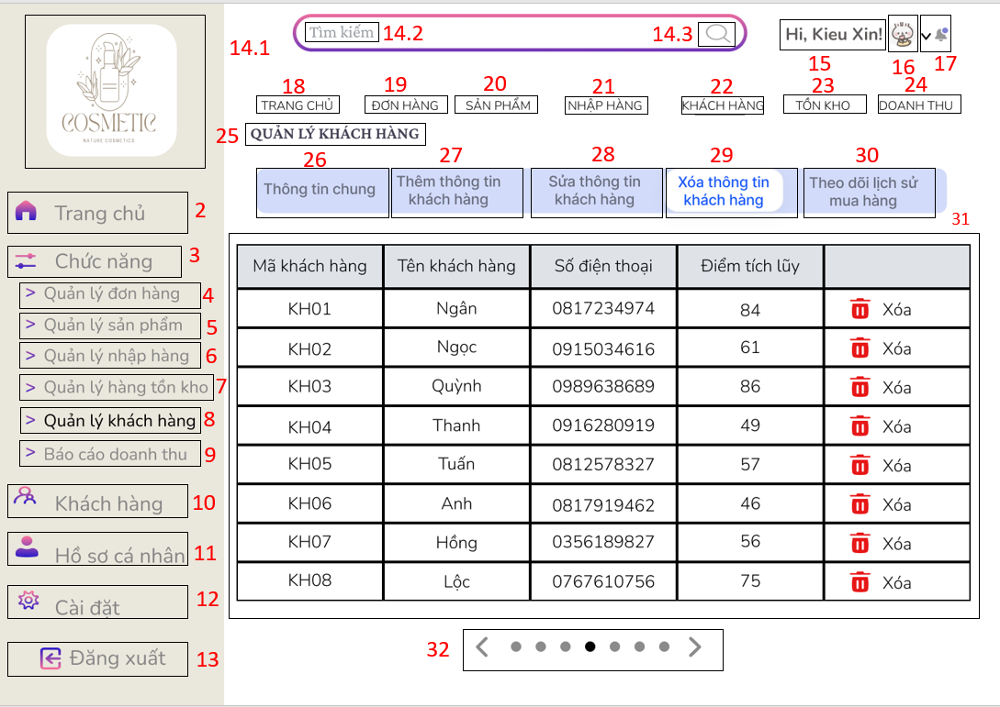 COSMETIC
NATURE COSMETICS
Trang chủ 2
Chức năng 3
> Quản lý đơn hàng 4
> Quản lý sản phẩm 5
> Quản lý nhập hàng 6
> Quản lý hàng tồn kho 7
> Quản lý khách hàng 8
> Báo cáo doanh thu 9
Khách hàng 10
Hồ sơ cá nhân 11
Cài đặt 12
Đăng xuất 13
14.1 Tìm kiếm 14.2 14.3
Hi, Kieu Xin!
15 16 17
18 19 20 21 22 23 24
TRANG CHỦ ĐƠN HÀNG SẢN PHẨM NHẬP HÀNG KHÁCH HÀNG TỒN KHO DOANH THU
25 QUẢN LÝ KHÁCH HÀNG
26 27 28 29 30
Thông tin chung
Thêm thông tin
khách hàng
Sửa thông tin
khách hàng
Xóa thông tin
khách hàng
Theo dõi lịch sử
mua hàng
31
Mã khách hàng Tên khách hàng Số điện thoại Điểm tích lũy
KH01 Ngân 0817234974 84 Xóa
KH02 Ngọc 0915034616 61 Xóa
KH03 Quỳnh 0989638689 86 Xóa
KH04 Thanh 0916280919 49 Xóa
KH05 Tuấn 0812578327 57 Xóa
KH06 Anh 0817919462 46 Xóa
KH07 Hồng 0356189827 56 Xóa
KH08 Lộc 0767610756 75 Xóa
32